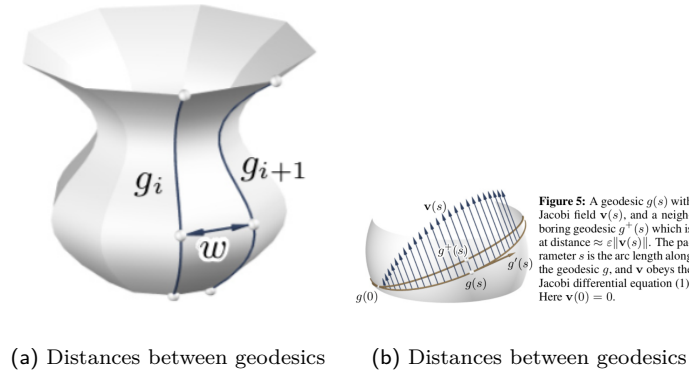 g_i
g_{i+1}
w
v(s)
g^+(s)
g'(s)
g(s)
g(0)
Figure 5: A geodesic g(s) with
Jacobi field v(s), and a neigh-
boring geodesic g^+(s) which is
at distance ≈ ε‖v(s)‖. The pa-
rameter s is the arc length along
the geodesic g, and v obeys the
Jacobi differential equation (1).
Here v(0) = 0.
(a) Distances between geodesics
(b) Distances between geodesics